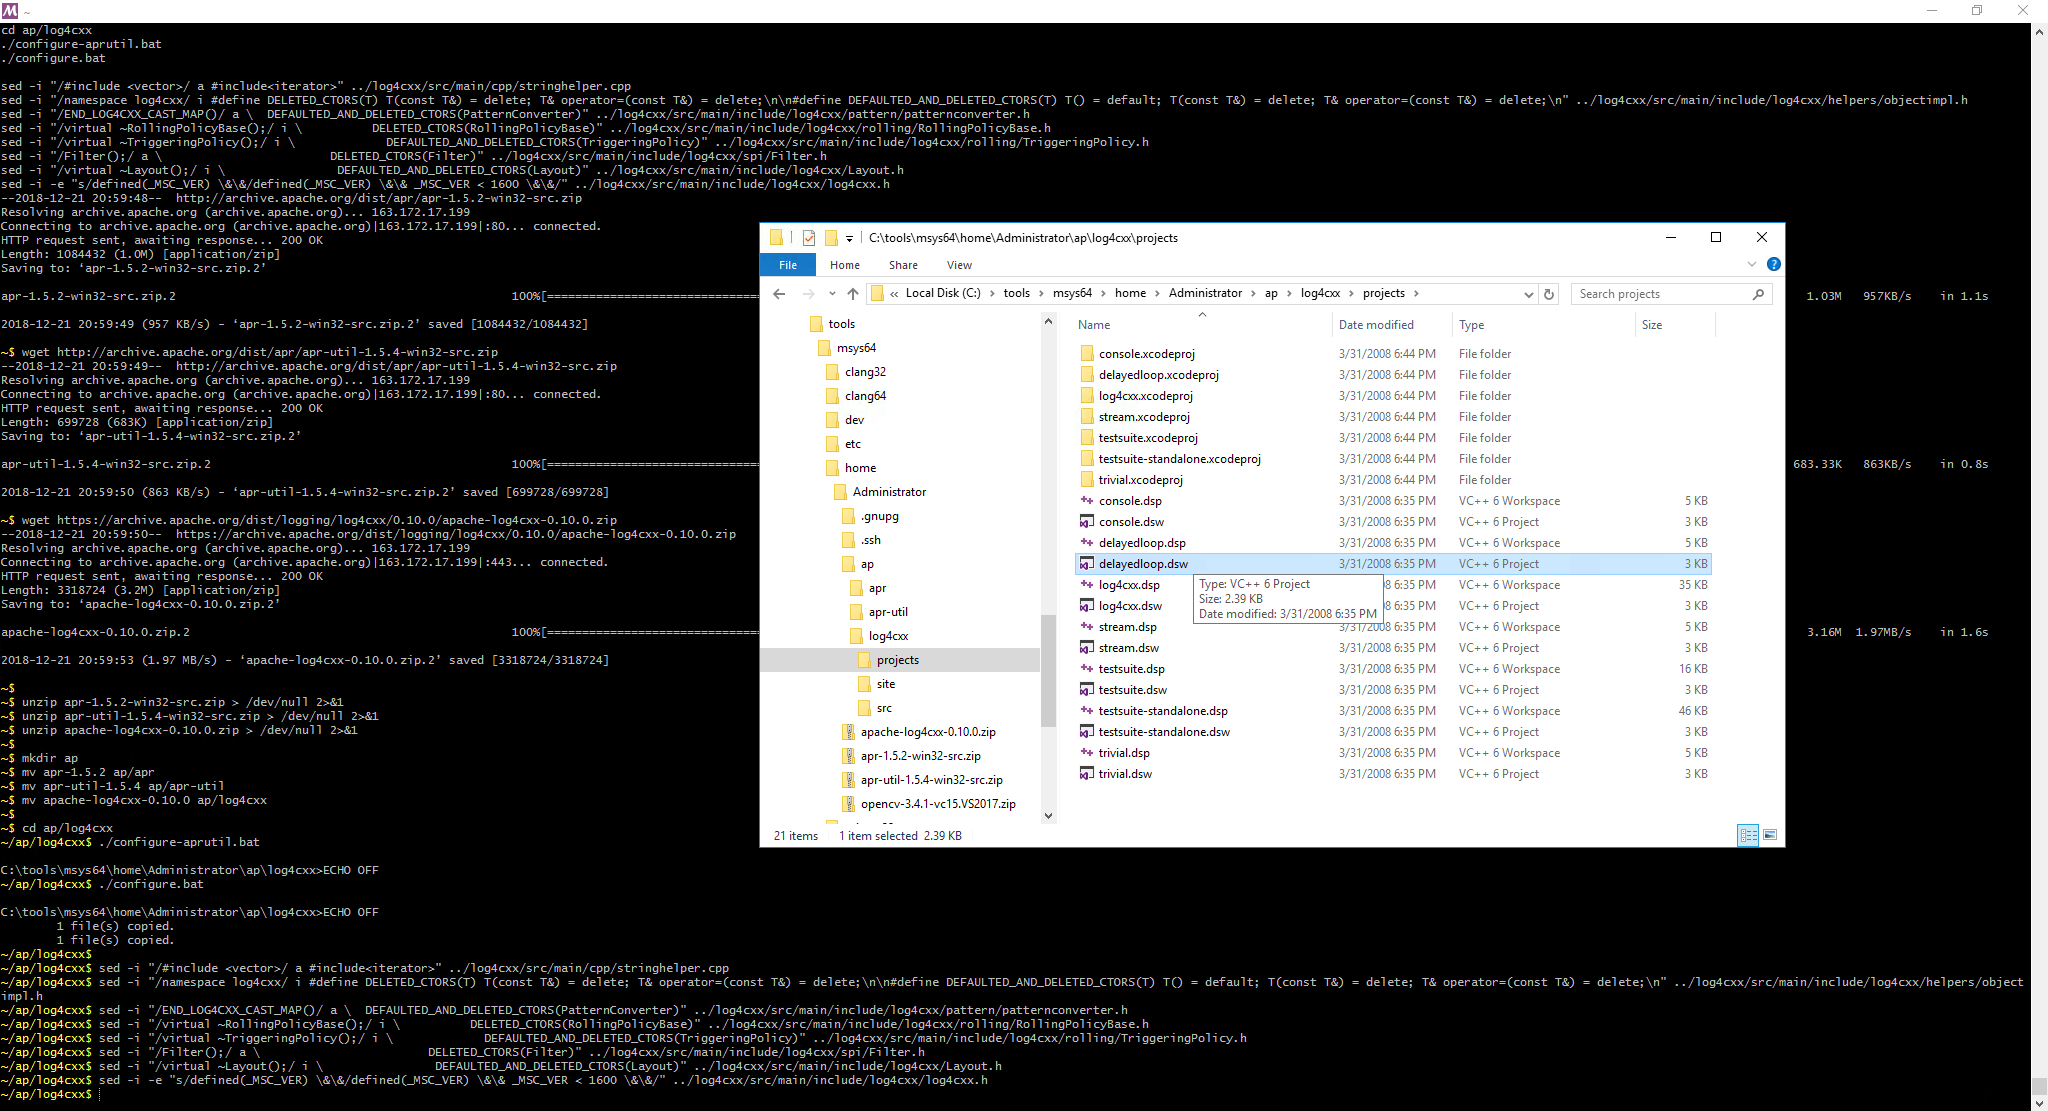 ~
cd ap/log4cxx
./configure-aprutil.bat
./configure.bat
sed -i "/#include <vector>/ a #include<iterator>" ../log4cxx/src/main/cpp/stringhelper.cpp
sed -i "/namespace log4cxx/ i #define DELETED_CTORS(T) T(const T&) = delete; T& operator=(const T&) = delete;\n\n#define DEFAULTED_AND_DELETED_CTORS(T) T() = default; T(const T&) = delete; T& operator=(const T&) = delete;\n" ../log4cxx/src/main/include/log4cxx/helpers/objectimpl.h
sed -i "/END_LOG4CXX_CAST_MAP()/ a \  DEFAULTED_AND_DELETED_CTORS(PatternConverter)" ../log4cxx/src/main/include/log4cxx/pattern/patternconverter.h
sed -i "/virtual ~RollingPolicyBase();/ i \          DELETED_CTORS(RollingPolicyBase)" ../log4cxx/src/main/include/log4cxx/rolling/RollingPolicyBase.h
sed -i "/virtual ~TriggeringPolicy();/ i \             DEFAULTED_AND_DELETED_CTORS(TriggeringPolicy)" ../log4cxx/src/main/include/log4cxx/rolling/TriggeringPolicy.h
sed -i "/Filter();/ a \                        DELETED_CTORS(Filter)" ../log4cxx/src/main/include/log4cxx/spi/Filter.h
sed -i "/virtual ~Layout();/ i \                DEFAULTED_AND_DELETED_CTORS(Layout)" ../log4cxx/src/main/include/log4cxx/Layout.h
sed -i -e "s/defined(_MSC_VER) \&\&/defined(_MSC_VER) \&\& _MSC_VER < 1600 \&\&/" ../log4cxx/src/main/include/log4cxx/log4cxx.h
--2018-12-21 20:59:48--  http://archive.apache.org/dist/apr/apr-1.5.2-win32-src.zip
Resolving archive.apache.org (archive.apache.org)... 163.172.17.199
Connecting to archive.apache.org (archive.apache.org)|163.172.17.199|:80... connected.
HTTP request sent, awaiting response... 200 OK
Length: 1084432 (1.0M) [application/zip]
Saving to: ‘apr-1.5.2-win32-src.zip.2’
apr-1.5.2-win32-src.zip.2 100%[============================== 1.03M 957KB/s in 1.1s
2018-12-21 20:59:49 (957 KB/s) - ‘apr-1.5.2-win32-src.zip.2’ saved [1084432/1084432]
~$ wget http://archive.apache.org/dist/apr/apr-util-1.5.4-win32-src.zip
--2018-12-21 20:59:49--  http://archive.apache.org/dist/apr/apr-util-1.5.4-win32-src.zip
Resolving archive.apache.org (archive.apache.org)... 163.172.17.199
Connecting to archive.apache.org (archive.apache.org)|163.172.17.199|:80... connected.
HTTP request sent, awaiting response... 200 OK
Length: 699728 (683K) [application/zip]
Saving to: ‘apr-util-1.5.4-win32-src.zip.2’
apr-util-1.5.4-win32-src.zip.2 100%[============================== 683.33K 863KB/s in 0.8s
2018-12-21 20:59:50 (863 KB/s) - ‘apr-util-1.5.4-win32-src.zip.2’ saved [699728/699728]
~$ wget https://archive.apache.org/dist/logging/log4cxx/0.10.0/apache-log4cxx-0.10.0.zip
--2018-12-21 20:59:50--  https://archive.apache.org/dist/logging/log4cxx/0.10.0/apache-log4cxx-0.10.0.zip
Resolving archive.apache.org (archive.apache.org)... 163.172.17.199
Connecting to archive.apache.org (archive.apache.org)|163.172.17.199|:443... connected.
HTTP request sent, awaiting response... 200 OK
Length: 3318724 (3.2M) [application/zip]
Saving to: ‘apache-log4cxx-0.10.0.zip.2’
apache-log4cxx-0.10.0.zip.2 100%[============================== 3.16M 1.97MB/s in 1.6s
2018-12-21 20:59:53 (1.97 MB/s) - ‘apache-log4cxx-0.10.0.zip.2’ saved [3318724/3318724]
~$
~$ unzip apr-1.5.2-win32-src.zip > /dev/null 2>&1
~$ unzip apr-util-1.5.4-win32-src.zip > /dev/null 2>&1
~$ unzip apache-log4cxx-0.10.0.zip > /dev/null 2>&1
~$
~$ mkdir ap
~$ mv apr-1.5.2 ap/apr
~$ mv apr-util-1.5.4 ap/apr-util
~$ mv apache-log4cxx-0.10.0 ap/log4cxx
~$
~$ cd ap/log4cxx
~/ap/log4cxx$ ./configure-aprutil.bat
C:\tools\msys64\home\Administrator\ap\log4cxx>ECHO OFF
~/ap/log4cxx$ ./configure.bat
C:\tools\msys64\home\Administrator\ap\log4cxx>ECHO OFF
1 file(s) copied.
1 file(s) copied.
~/ap/log4cxx$
~/ap/log4cxx$ sed -i "/#include <vector>/ a #include<iterator>" ../log4cxx/src/main/cpp/stringhelper.cpp
~/ap/log4cxx$ sed -i "/namespace log4cxx/ i #define DELETED_CTORS(T) T(const T&) = delete; T& operator=(const T&) = delete;\n\n#define DEFAULTED_AND_DELETED_CTORS(T) T() = default; T(const T&) = delete; T& operator=(const T&) = delete;\n" ../log4cxx/src/main/include/log4cxx/helpers/object
impl.h
~/ap/log4cxx$ sed -i "/END_LOG4CXX_CAST_MAP()/ a \  DEFAULTED_AND_DELETED_CTORS(PatternConverter)" ../log4cxx/src/main/include/log4cxx/pattern/patternconverter.h
~/ap/log4cxx$ sed -i "/virtual ~RollingPolicyBase();/ i \          DELETED_CTORS(RollingPolicyBase)" ../log4cxx/src/main/include/log4cxx/rolling/RollingPolicyBase.h
~/ap/log4cxx$ sed -i "/virtual ~TriggeringPolicy();/ i \             DEFAULTED_AND_DELETED_CTORS(TriggeringPolicy)" ../log4cxx/src/main/include/log4cxx/rolling/TriggeringPolicy.h
~/ap/log4cxx$ sed -i "/Filter();/ a \                        DELETED_CTORS(Filter)" ../log4cxx/src/main/include/log4cxx/spi/Filter.h
~/ap/log4cxx$ sed -i "/virtual ~Layout();/ i \                DEFAULTED_AND_DELETED_CTORS(Layout)" ../log4cxx/src/main/include/log4cxx/Layout.h
~/ap/log4cxx$ sed -i -e "s/defined(_MSC_VER) \&\&/defined(_MSC_VER) \&\& _MSC_VER < 1600 \&\&/" ../log4cxx/src/main/include/log4cxx/log4cxx.h
~/ap/log4cxx$
C:\tools\msys64\home\Administrator\ap\log4cxx\projects
File Home Share View
« Local Disk (C:) › tools › msys64 › home › Administrator › ap › log4cxx › projects ›
Search projects
tools
msys64
clang32
clang64
dev
etc
home
Administrator
.gnupg
.ssh
ap
apr
apr-util
log4cxx
projects
site
src
apache-log4cxx-0.10.0.zip
apr-1.5.2-win32-src.zip
apr-util-1.5.4-win32-src.zip
opencv-3.4.1-vc15.VS2017.zip
Name Date modified Type Size
console.xcodeproj 3/31/2008 6:44 PM File folder
delayedloop.xcodeproj 3/31/2008 6:44 PM File folder
log4cxx.xcodeproj 3/31/2008 6:44 PM File folder
stream.xcodeproj 3/31/2008 6:44 PM File folder
testsuite.xcodeproj 3/31/2008 6:44 PM File folder
testsuite-standalone.xcodeproj 3/31/2008 6:44 PM File folder
trivial.xcodeproj 3/31/2008 6:44 PM File folder
console.dsp 3/31/2008 6:35 PM VC++ 6 Workspace 5 KB
console.dsw 3/31/2008 6:35 PM VC++ 6 Project 3 KB
delayedloop.dsp 3/31/2008 6:35 PM VC++ 6 Workspace 5 KB
delayedloop.dsw 3/31/2008 6:35 PM VC++ 6 Project 3 KB
log4cxx.dsp 8 6:35 PM VC++ 6 Workspace 35 KB
log4cxx.dsw 8 6:35 PM VC++ 6 Project 3 KB
stream.dsp 3/31/2008 6:35 PM VC++ 6 Workspace 5 KB
stream.dsw 3/31/2008 6:35 PM VC++ 6 Project 3 KB
testsuite.dsp 3/31/2008 6:35 PM VC++ 6 Workspace 16 KB
testsuite.dsw 3/31/2008 6:35 PM VC++ 6 Project 3 KB
testsuite-standalone.dsp 3/31/2008 6:35 PM VC++ 6 Workspace 46 KB
testsuite-standalone.dsw 3/31/2008 6:35 PM VC++ 6 Project 3 KB
trivial.dsp 3/31/2008 6:35 PM VC++ 6 Workspace 5 KB
trivial.dsw 3/31/2008 6:35 PM VC++ 6 Project 3 KB
Type: VC++ 6 Project
Size: 2.39 KB
Date modified: 3/31/2008 6:35 PM
21 items 1 item selected 2.39 KB